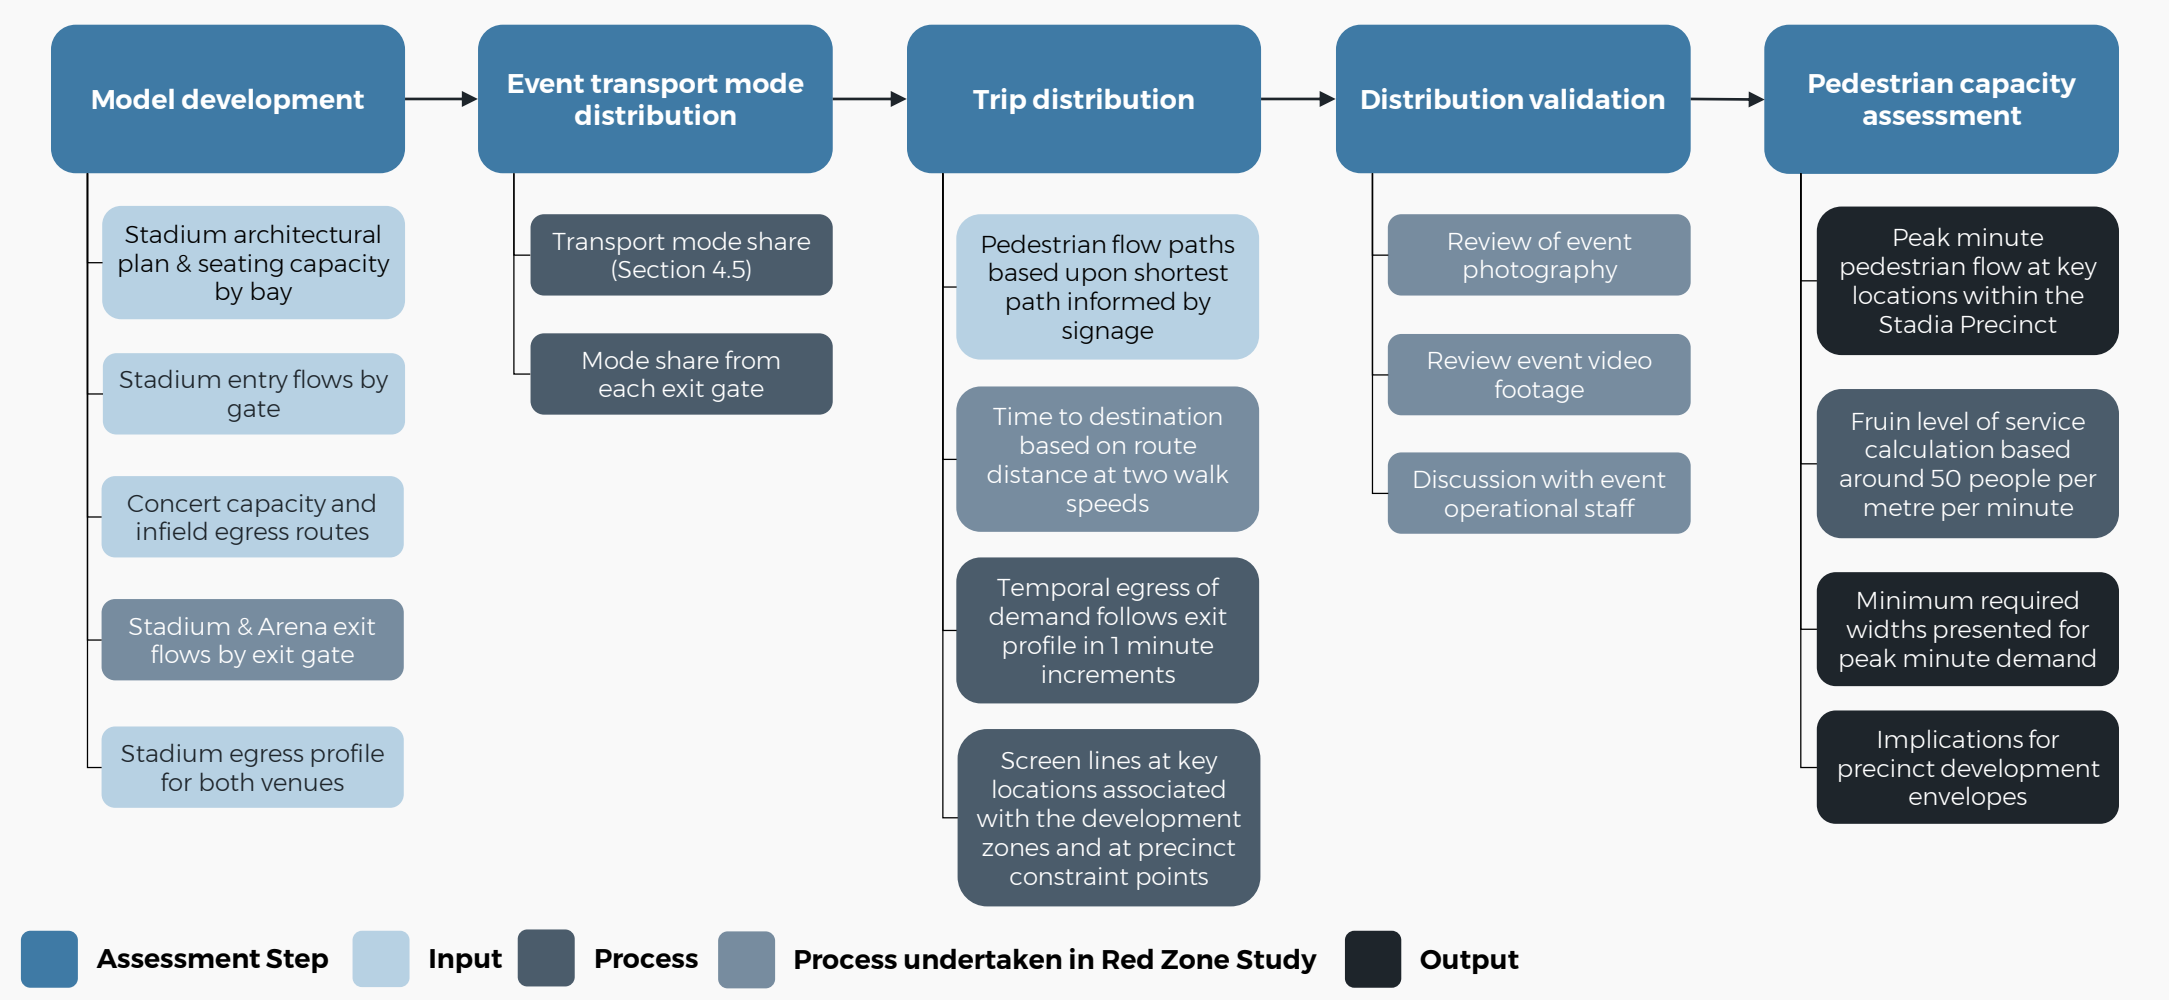 Model development
Event transport mode
distribution
Trip distribution
Distribution validation
Pedestrian capacity
assessment
Stadium architectural
plan & seating capacity
by bay
Stadium entry flows by
gate
Concert capacity and
infield egress routes
Stadium & Arena exit
flows by exit gate
Stadium egress profile
for both venues
Transport mode share
(Section 4.5)
Mode share from
each exit gate
Pedestrian flow paths
based upon shortest
path informed by
signage
Time to destination
based on route
distance at two walk
speeds
Temporal egress of
demand follows exit
profile in 1 minute
increments
Screen lines at key
locations associated
with the development
zones and at precinct
constraint points
Review of event
photography
Review event video
footage
Discussion with event
operational staff
Peak minute
pedestrian flow at key
locations within the
Stadia Precinct
Fruin level of service
calculation based
around 50 people per
metre per minute
Minimum required
widths presented for
peak minute demand
Implications for
precinct development
envelopes
Assessment Step
Input
Process
Process undertaken in Red Zone Study
Output